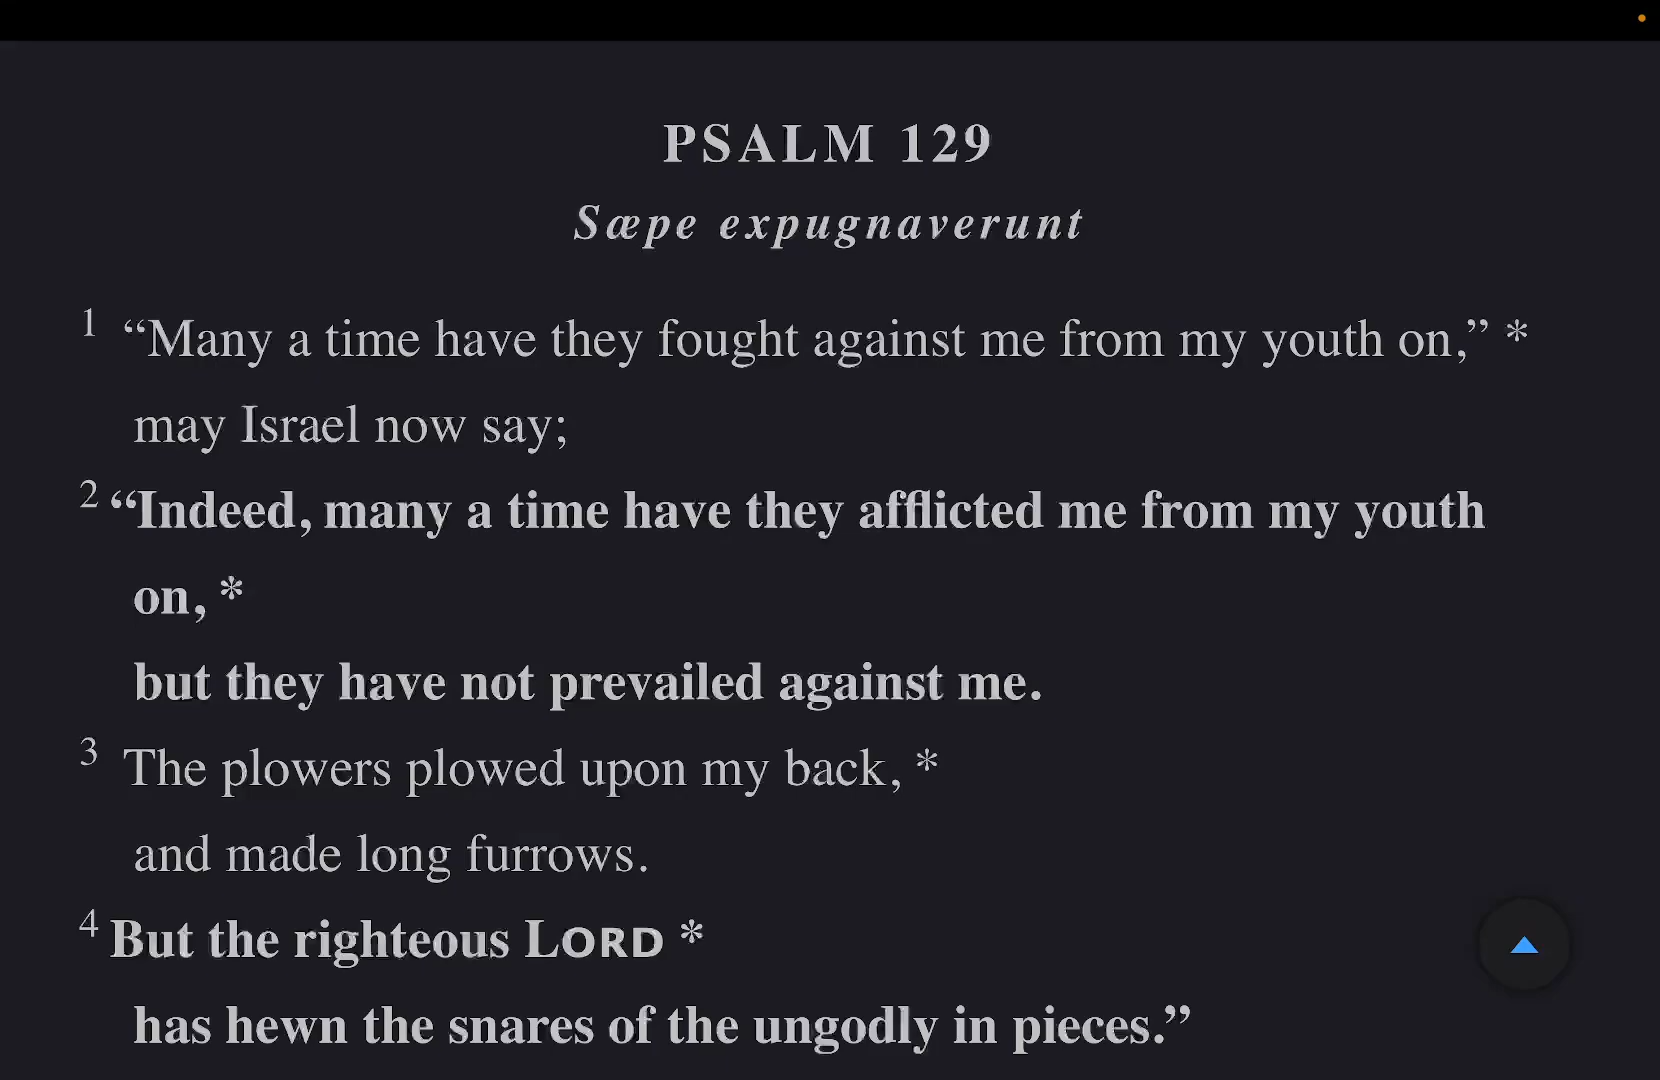 PSALM 129
Sæpe expugnaverunt
1 “Many a time have they fought against me from my youth on,” *
may Israel now say;
2 “Indeed, many a time have they afflicted me from my youth
on, *
but they have not prevailed against me.
3 The plowers plowed upon my back, *
and made long furrows.
4 But the righteous LORD *
has hewn the snares of the ungodly in pieces.”